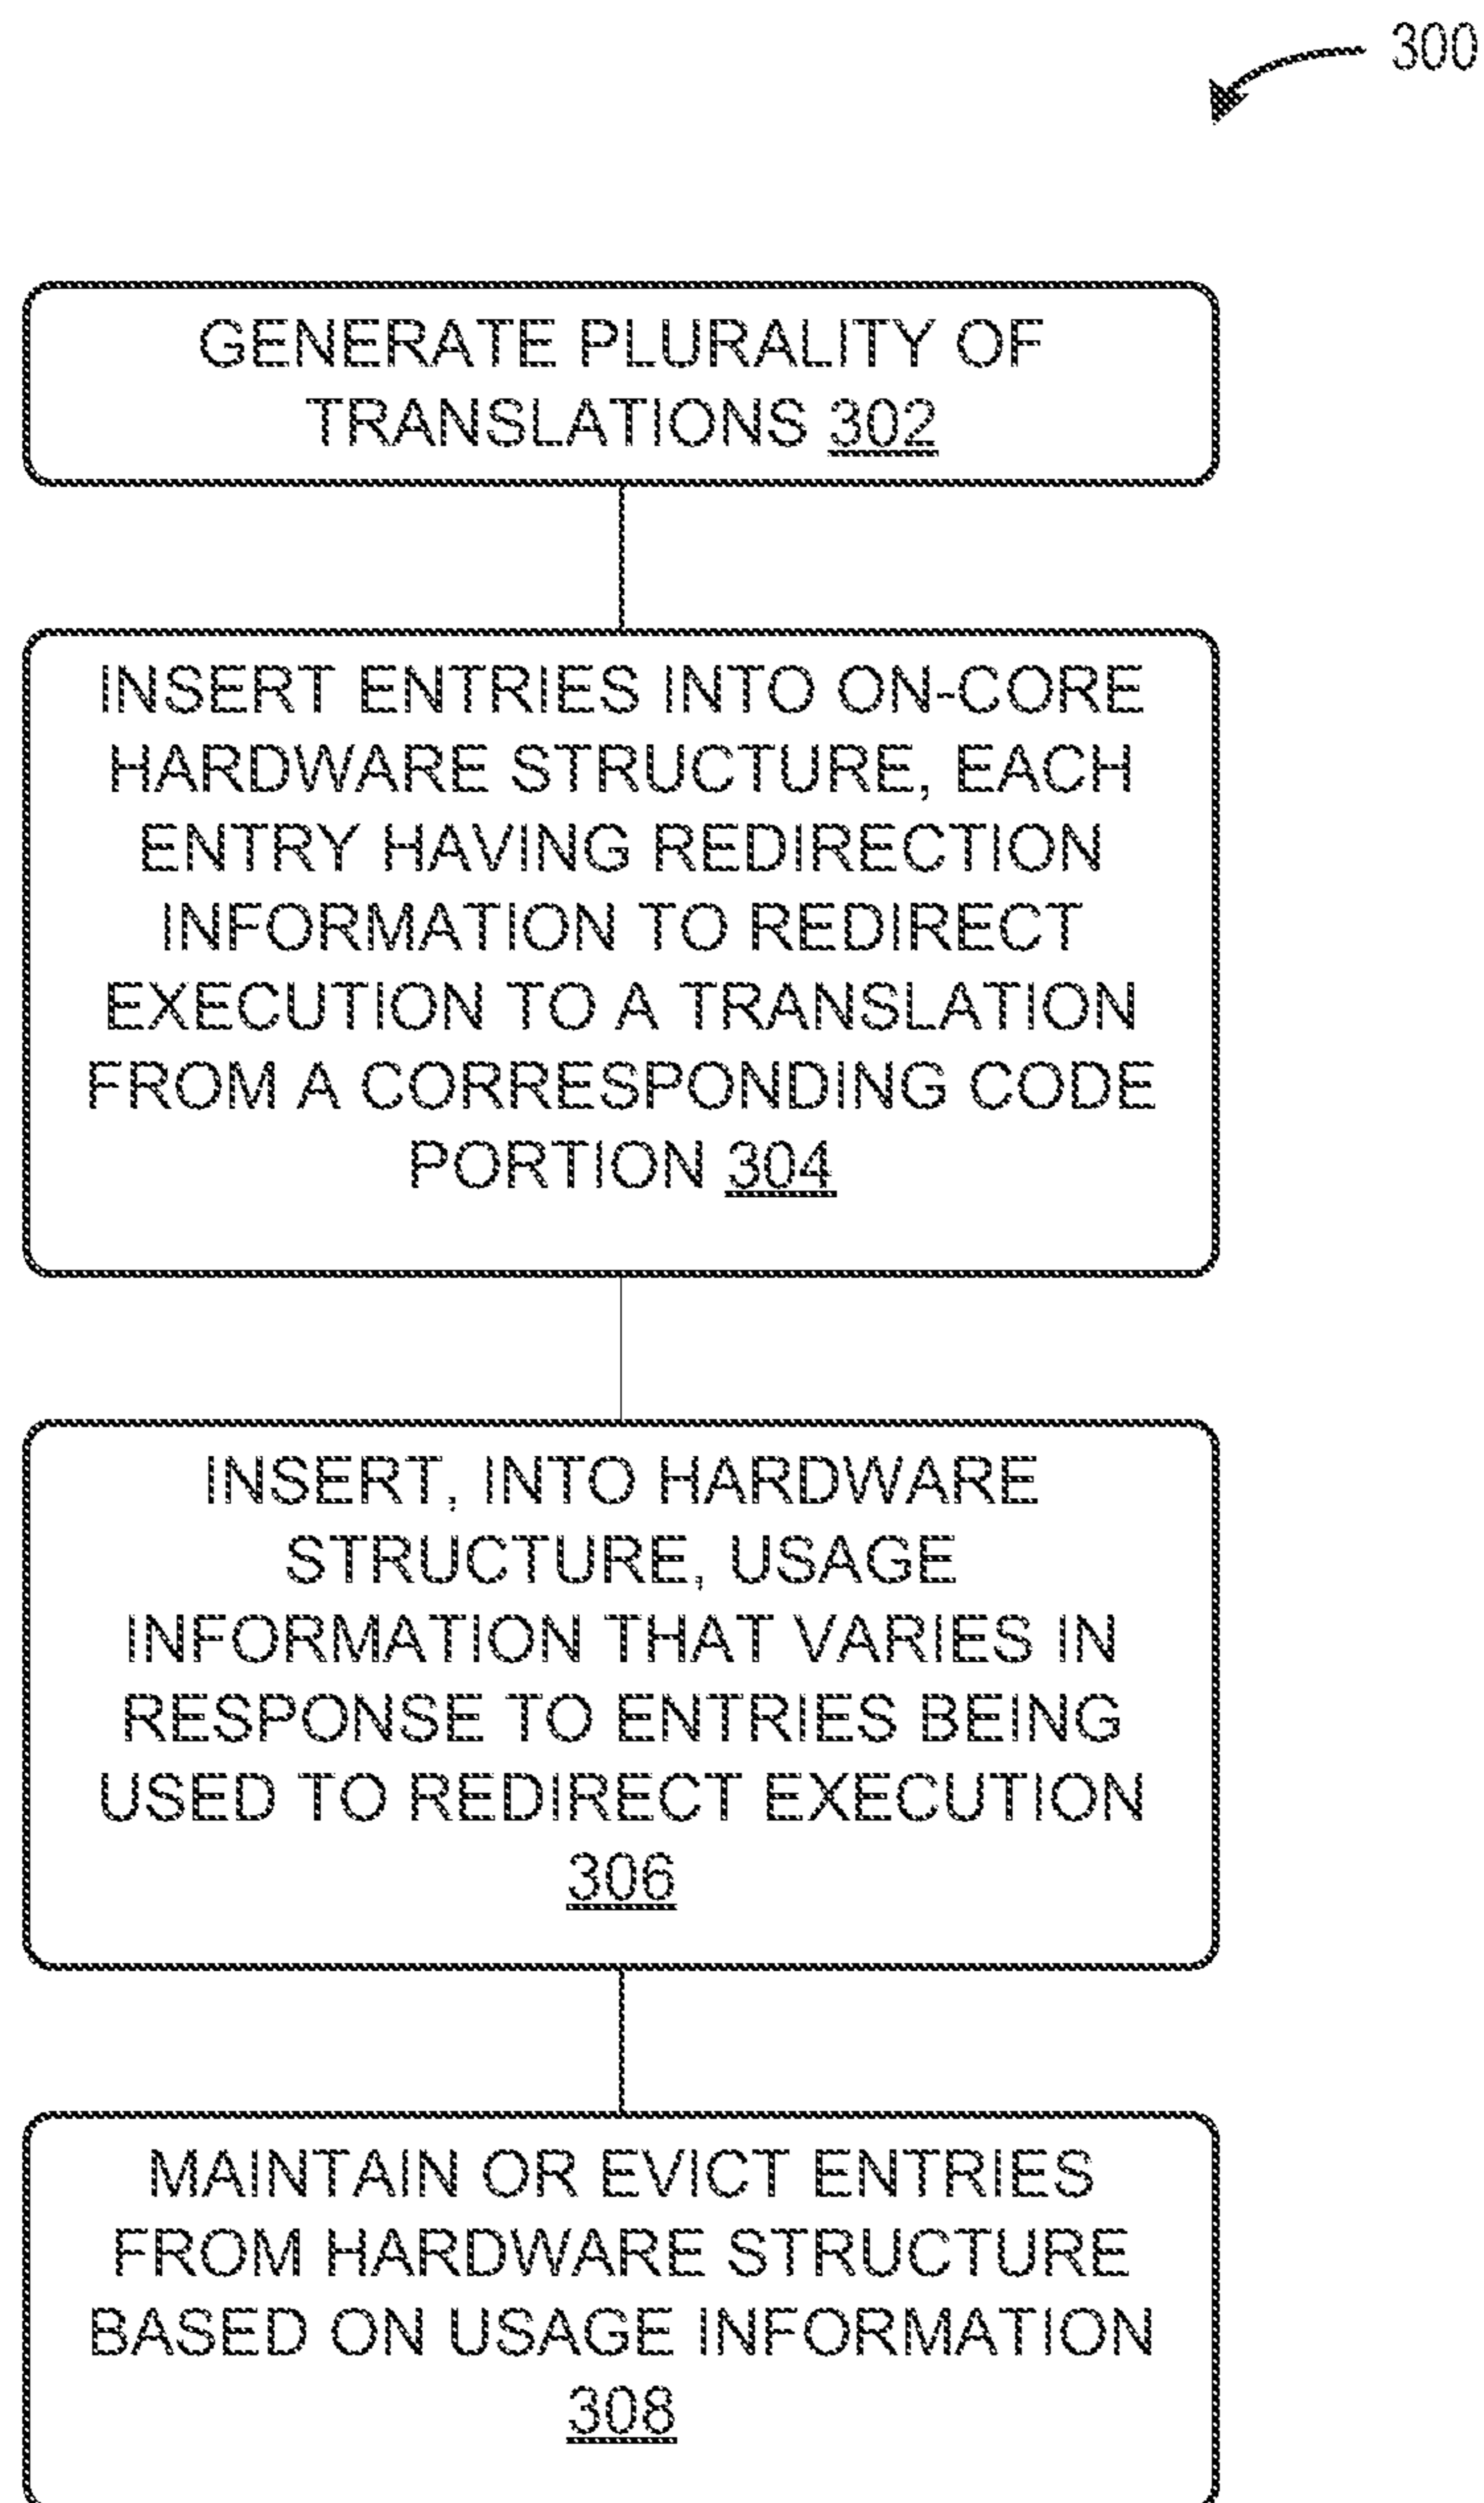 300
GENERATE PLURALITY OF
TRANSLATIONS 302
INSERT ENTRIES INTO ON-CORE
HARDWARE STRUCTURE, EACH
ENTRY HAVING REDIRECTION
INFORMATION TO REDIRECT
EXECUTION TO A TRANSLATION
FROM A CORRESPONDING CODE
PORTION 304
INSERT, INTO HARDWARE
STRUCTURE, USAGE
INFORMATION THAT VARIES IN
RESPONSE TO ENTRIES BEING
USED TO REDIRECT EXECUTION
306
MAINTAIN OR EVICT ENTRIES
FROM HARDWARE STRUCTURE
BASED ON USAGE INFORMATION
308